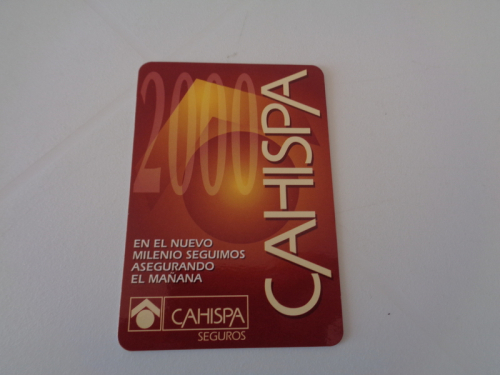 2000
CAHISPA
EN EL NUEVO
MILENIO SEGUIMOS
ASEGURANDO
EL MAÑANA
CAHISPA
SEGUROS